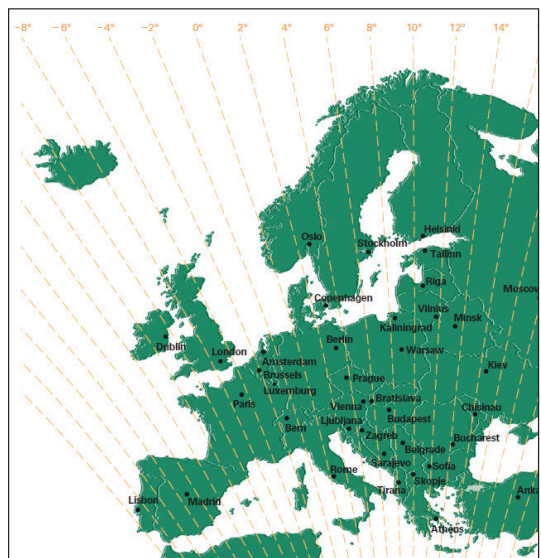 −8° −6° −4° −2° 0° 2° 4° 6° 8° 10° 12° 14°
Oslo
Helsinki
Stockholm
Tallinn
Riga
Moscow
Copenhagen
Vilnius
Minsk
Kaliningrad
Dublin
London
Berlin
Warsaw
Amsterdam
Brussels
Kiev
Prague
Luxemburg
Paris
Vienna
Bratislava
Chisinau
Budapest
Bern
Ljubljana
Zagreb
Bucharest
Belgrade
Sarajevo
Sofia
Rome
Skopje
Tirana
Lisbon
Madrid
Anka
Athens